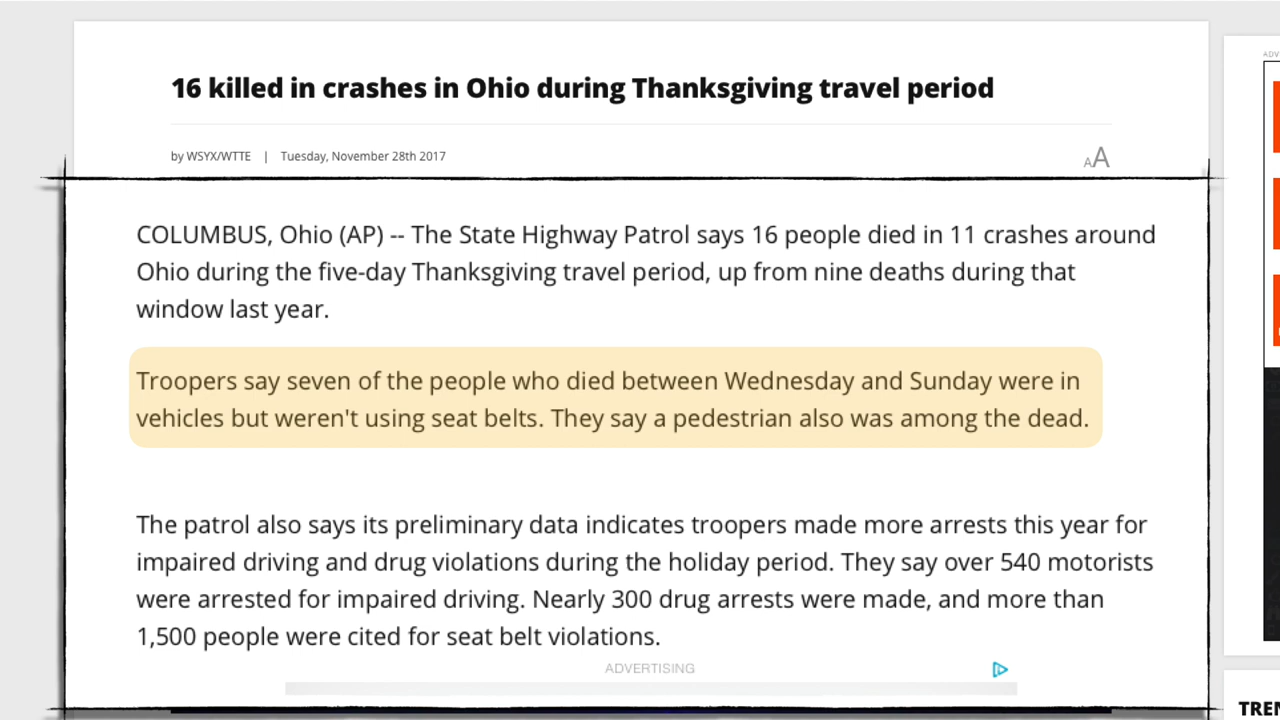 16 killed in crashes in Ohio during Thanksgiving travel period
by WSYX/WTTE | Tuesday, November 28th 2017
AA
COLUMBUS, Ohio (AP) -- The State Highway Patrol says 16 people died in 11 crashes around
Ohio during the five-day Thanksgiving travel period, up from nine deaths during that
window last year.
Troopers say seven of the people who died between Wednesday and Sunday were in
vehicles but weren't using seat belts. They say a pedestrian also was among the dead.
The patrol also says its preliminary data indicates troopers made more arrests this year for
impaired driving and drug violations during the holiday period. They say over 540 motorists
were arrested for impaired driving. Nearly 300 drug arrests were made, and more than
1,500 people were cited for seat belt violations.
ADVERTISING